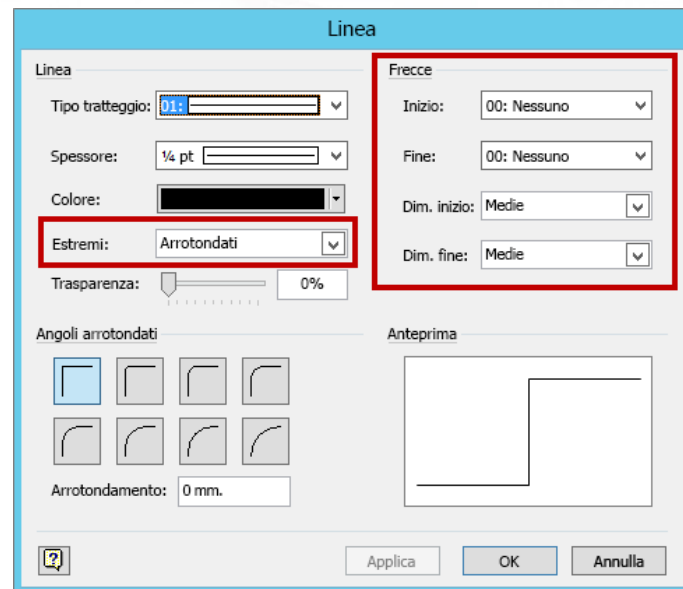 Linea
Linea
Tipo tratteggio: 01:
Spessore: ¼ pt
Colore:
Estremi: Arrotondati
Trasparenza: 0%
Frecce
Inizio: 00: Nessuno
Fine: 00: Nessuno
Dim. inizio: Medie
Dim. fine: Medie
Angoli arrotondati
Arrotondamento: 0 mm.
Anteprima
?
Applica OK Annulla